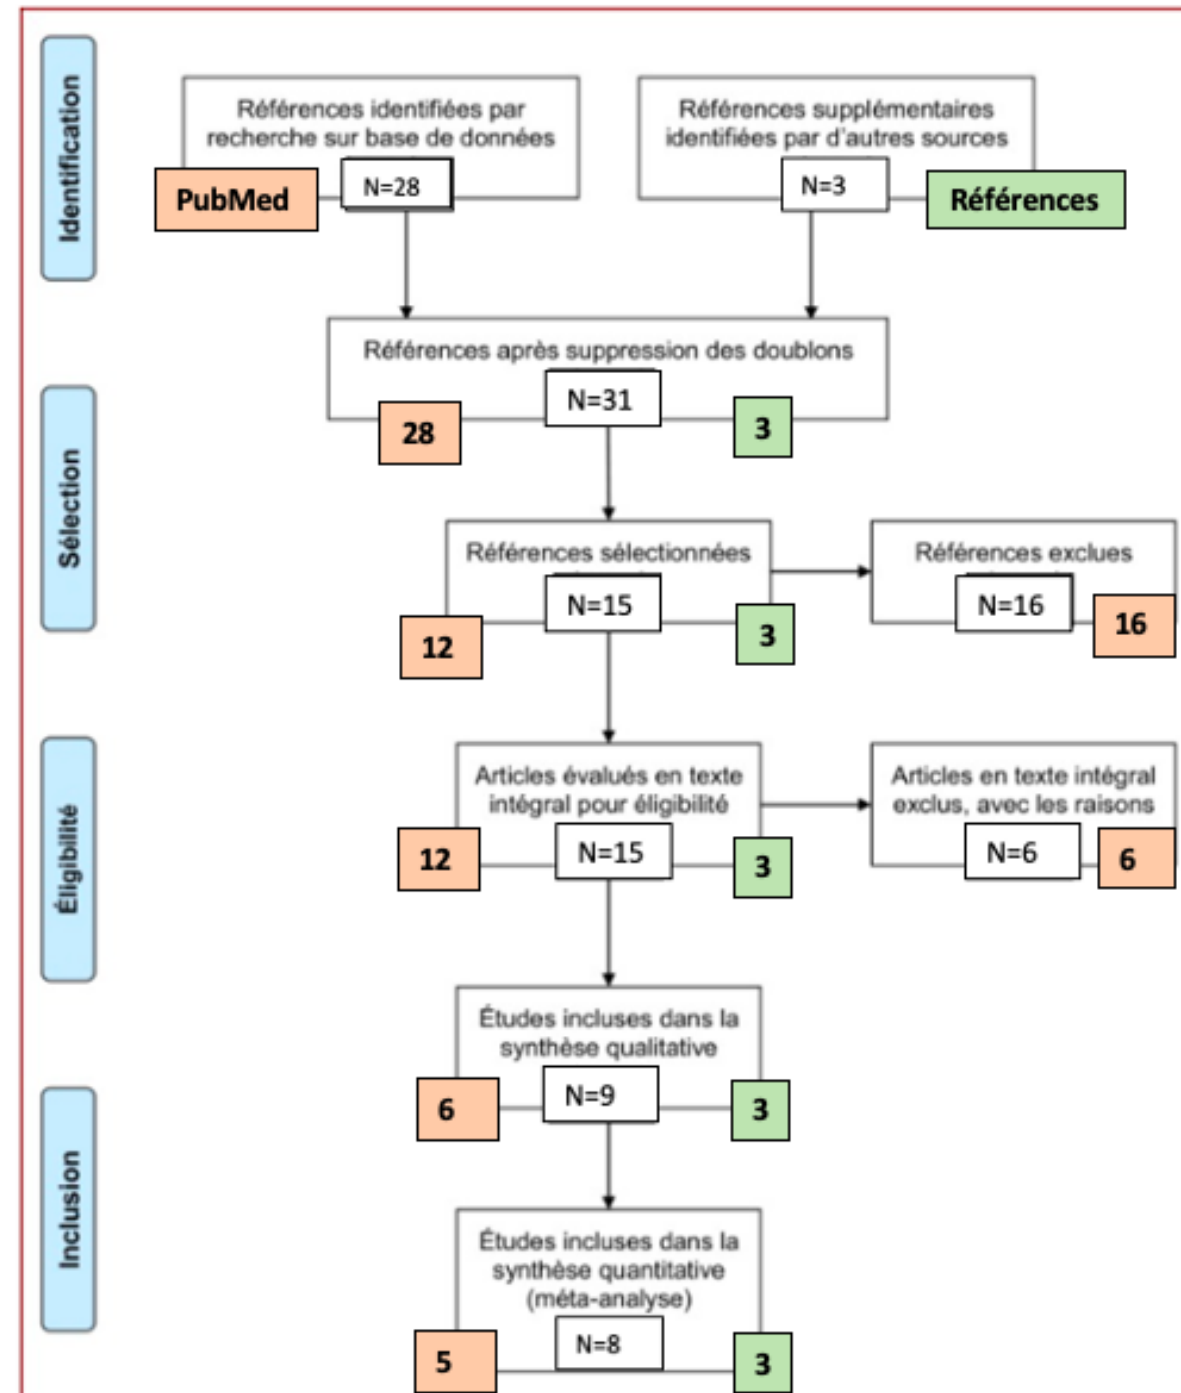 Identification
Références identifiées par
recherche sur base de données
PubMed
N=28
Références supplémentaires
identifiées par d'autres sources
N=3
Références
Sélection
Références après suppression des doublons
N=31
28
3
Références sélectionnées
N=15
12
3
Références exclues
N=16
16
Éligibilité
Articles évalués en texte
intégral pour éligibilité
N=15
12
3
Articles en texte intégral
exclus, avec les raisons
N=6
6
Inclusion
Études incluses dans la
synthèse qualitative
N=9
6
3
Études incluses dans la
synthèse quantitative
(méta-analyse)
N=8
5
3